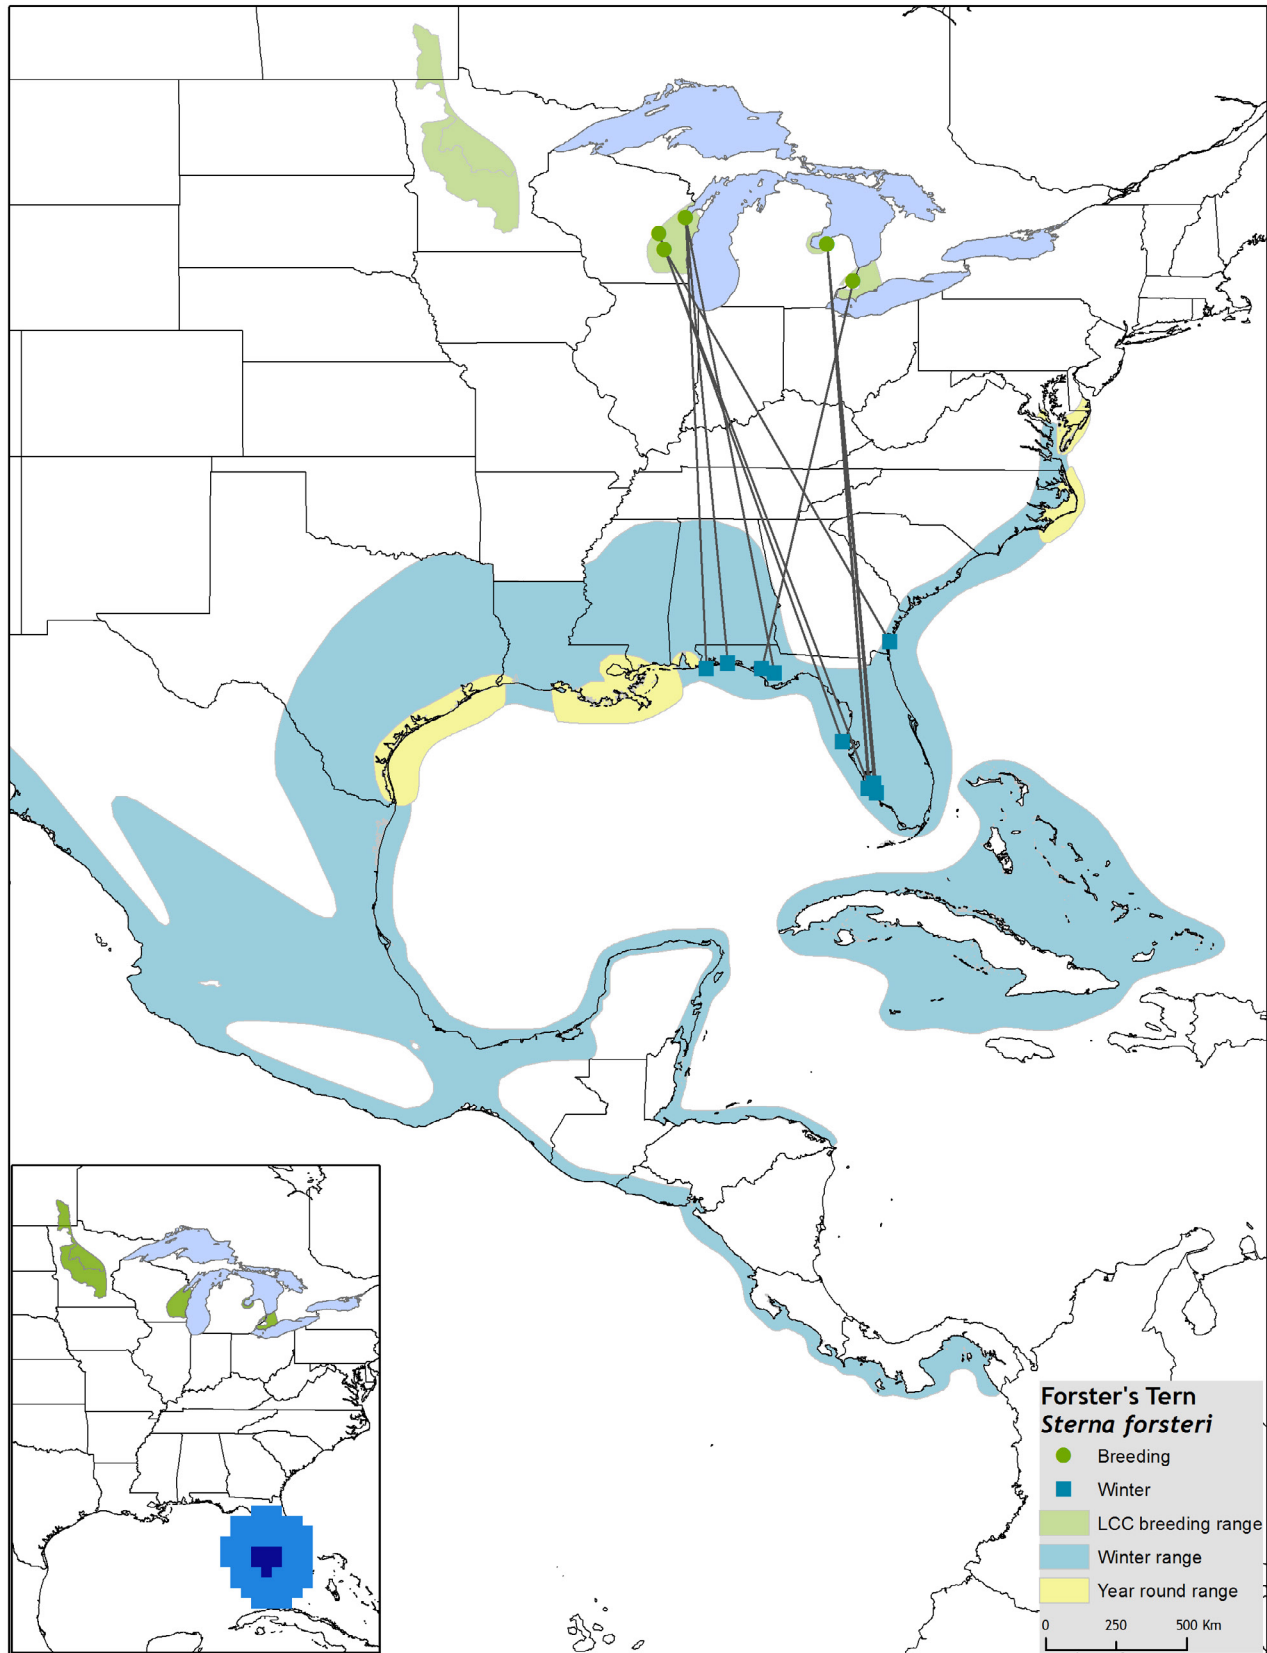 Forster's Tern
Sterna forsteri
Breeding
Winter
LCC breeding range
Winter range
Year round range
0 250 500 Km